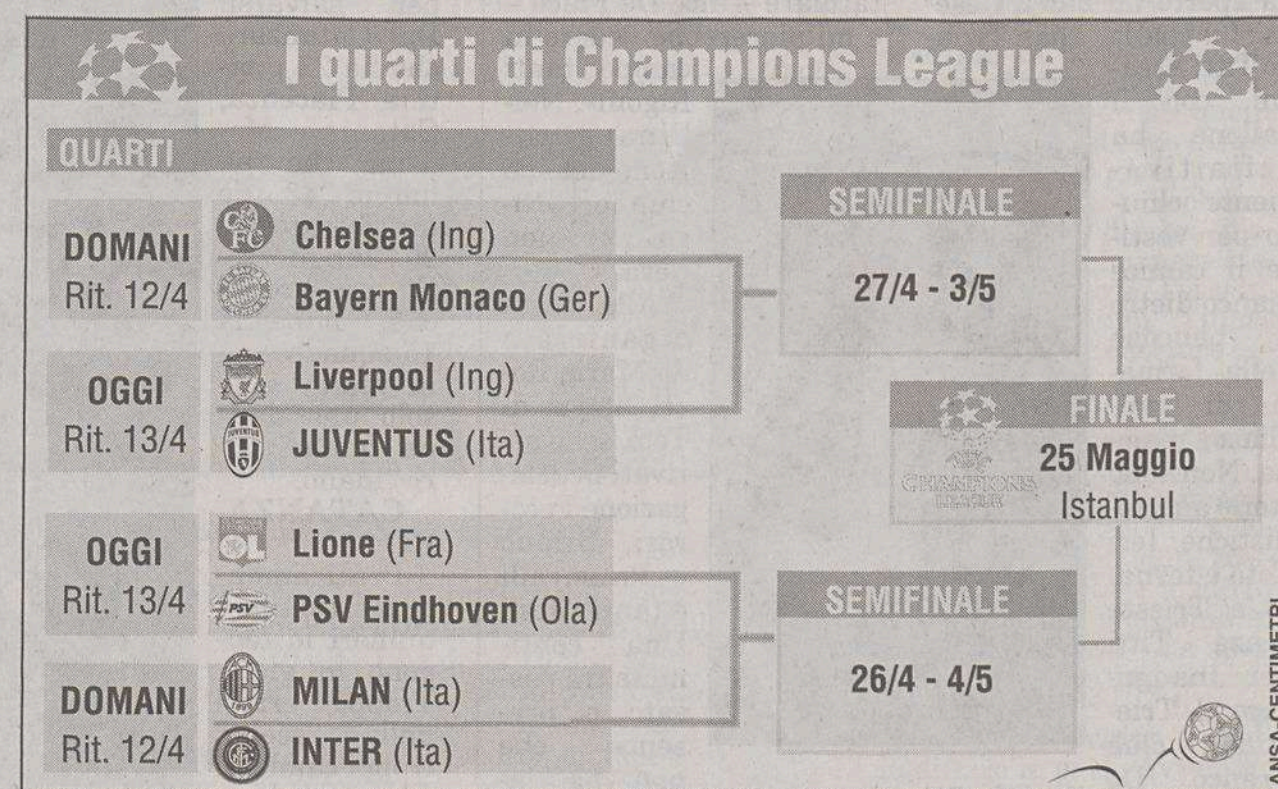 I quarti di Champions League
QUARTI
DOMANI
Rit. 12/4
Chelsea (Ing)
Bayern Monaco (Ger)
OGGI
Rit. 13/4
Liverpool (Ing)
JUVENTUS (Ita)
OGGI
Rit. 13/4
Lione (Fra)
PSV Eindhoven (Ola)
DOMANI
Rit. 12/4
MILAN (Ita)
INTER (Ita)
SEMIFINALE
27/4 - 3/5
SEMIFINALE
26/4 - 4/5
CHAMPIONS
LEAGUE
FINALE
25 Maggio
Istanbul
ANSA-CENTIMETRI